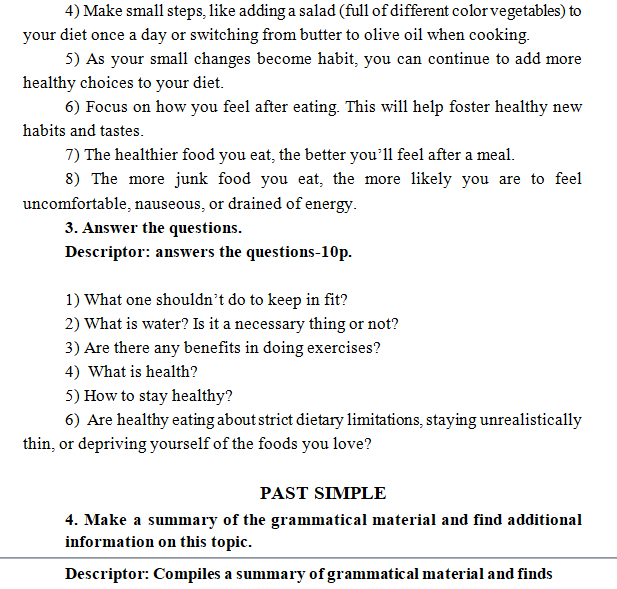 4) Make small steps, like adding a salad (full of different color vegetables) to
your diet once a day or switching from butter to olive oil when cooking.
5) As your small changes become habit, you can continue to add more
healthy choices to your diet.
6) Focus on how you feel after eating. This will help foster healthy new
habits and tastes.
7) The healthier food you eat, the better you’ll feel after a meal.
8) The more junk food you eat, the more likely you are to feel
uncomfortable, nauseous, or drained of energy.
3. Answer the questions.
Descriptor: answers the questions-10p.
1) What one shouldn’t do to keep in fit?
2) What is water? Is it a necessary thing or not?
3) Are there any benefits in doing exercises?
4) What is health?
5) How to stay healthy?
6) Are healthy eating about strict dietary limitations, staying unrealistically
thin, or depriving yourself of the foods you love?
PAST SIMPLE
4. Make a summary of the grammatical material and find additional
information on this topic.
Descriptor: Compiles a summary of grammatical material and finds